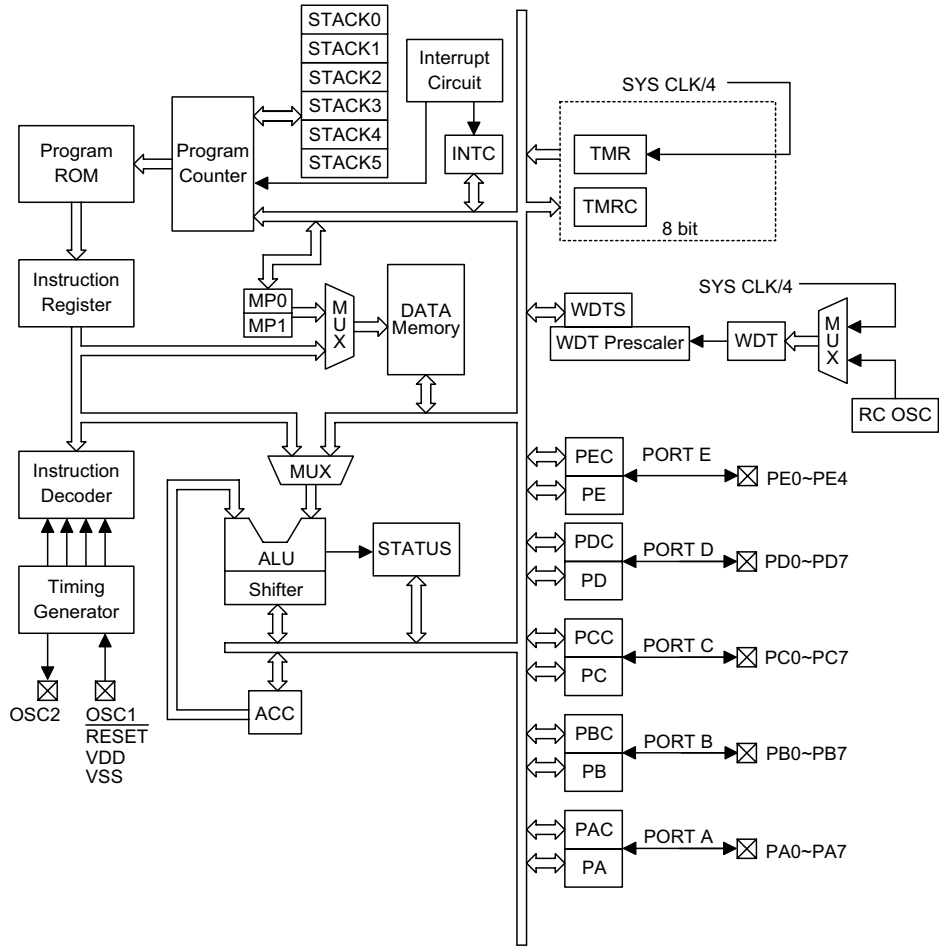 STACK0
STACK1
STACK2
STACK3
STACK4
STACK5
Interrupt
Circuit
INTC
Program
ROM
Program
Counter
SYS CLK/4
TMR
TMRC
8 bit
Instruction
Register
MP0
MP1
MUX
DATA
Memory
SYS CLK/4
WDTS
WDT Prescaler
WDT
MUX
RC OSC
Instruction
Decoder
MUX
ALU
Shifter
STATUS
Timing
Generator
OSC2
OSC1
RESET
VDD
VSS
ACC
PEC
PE
PORT E
PE0~PE4
PDC
PD
PORT D
PD0~PD7
PCC
PC
PORT C
PC0~PC7
PBC
PB
PORT B
PB0~PB7
PAC
PA
PORT A
PA0~PA7